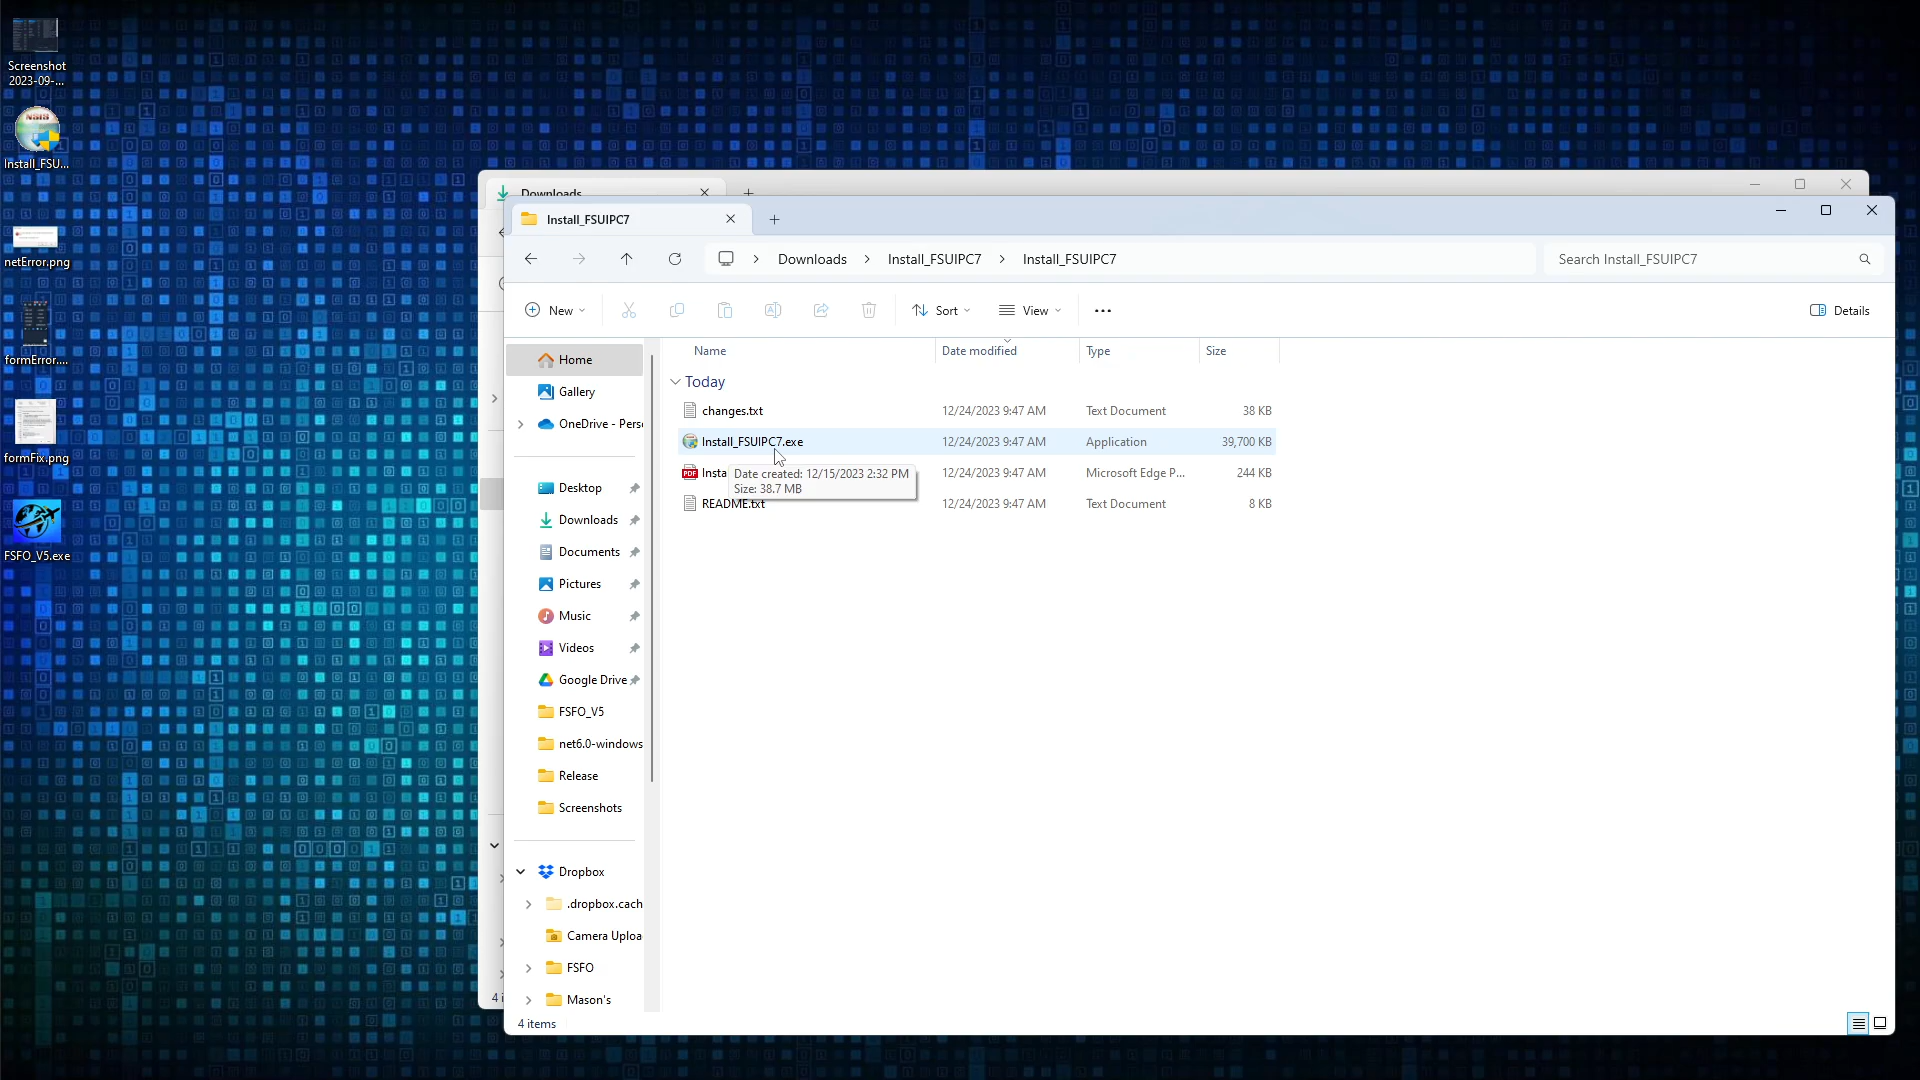 Screenshot
2023-09-...
NSIS
Install_FSU...
netError.png
formError....
formFix.png
FSFO_V5.exe
Downloads
Install_FSUIPC7
Downloads
Install_FSUIPC7
Install_FSUIPC7
Search Install_FSUIPC7
New
Sort
View
Details
Name
Date modified
Type
Size
Today
changes.txt
12/24/2023 9:47 AM
Text Document
38 KB
Install_FSUIPC7.exe
12/24/2023 9:47 AM
Application
39,700 KB
PDF
Insta
12/24/2023 9:47 AM
Microsoft Edge P...
244 KB
Date created: 12/15/2023 2:32 PM
Size: 38.7 MB
README.txt
12/24/2023 9:47 AM
Text Document
8 KB
Home
Gallery
OneDrive - Perso
Desktop
Downloads
Documents
Pictures
Music
Videos
Google Drive
FSFO_V5
net6.0-windows
Release
Screenshots
Dropbox
.dropbox.cach
Camera Uploa
FSFO
Mason's
4 i
4 items